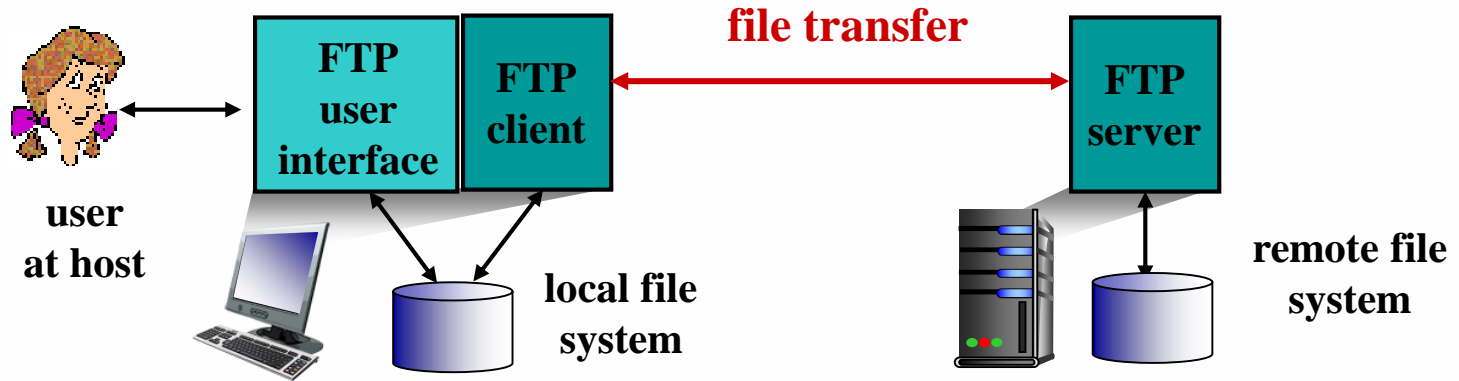 file transfer
FTP
user
interface
FTP
client
FTP
server
user
at host
local file
system
remote file
system